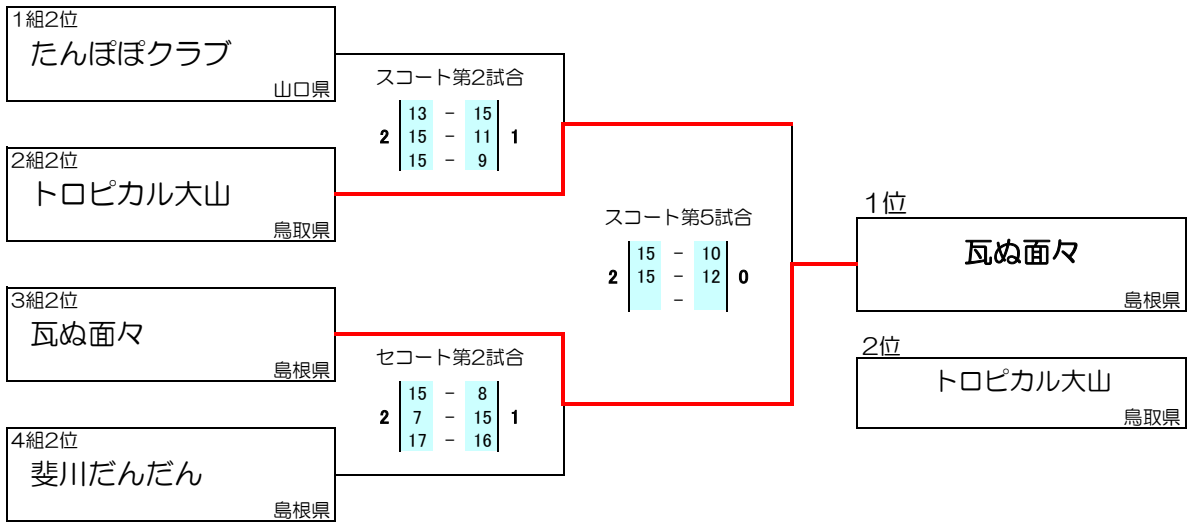 1組2位
たんぽぽクラブ
山口県
スコート第2試合
13 - 15
2 15 - 11 1
15 - 9
2組2位
トロピカル大山
鳥取県
スコート第5試合
15 - 10
2 15 - 12 0
-
1位
瓦ぬ面々
島根県
3組2位
瓦ぬ面々
島根県
セコート第2試合
15 - 8
2 7 - 15 1
17 - 16
2位
トロピカル大山
鳥取県
4組2位
斐川だんだん
島根県